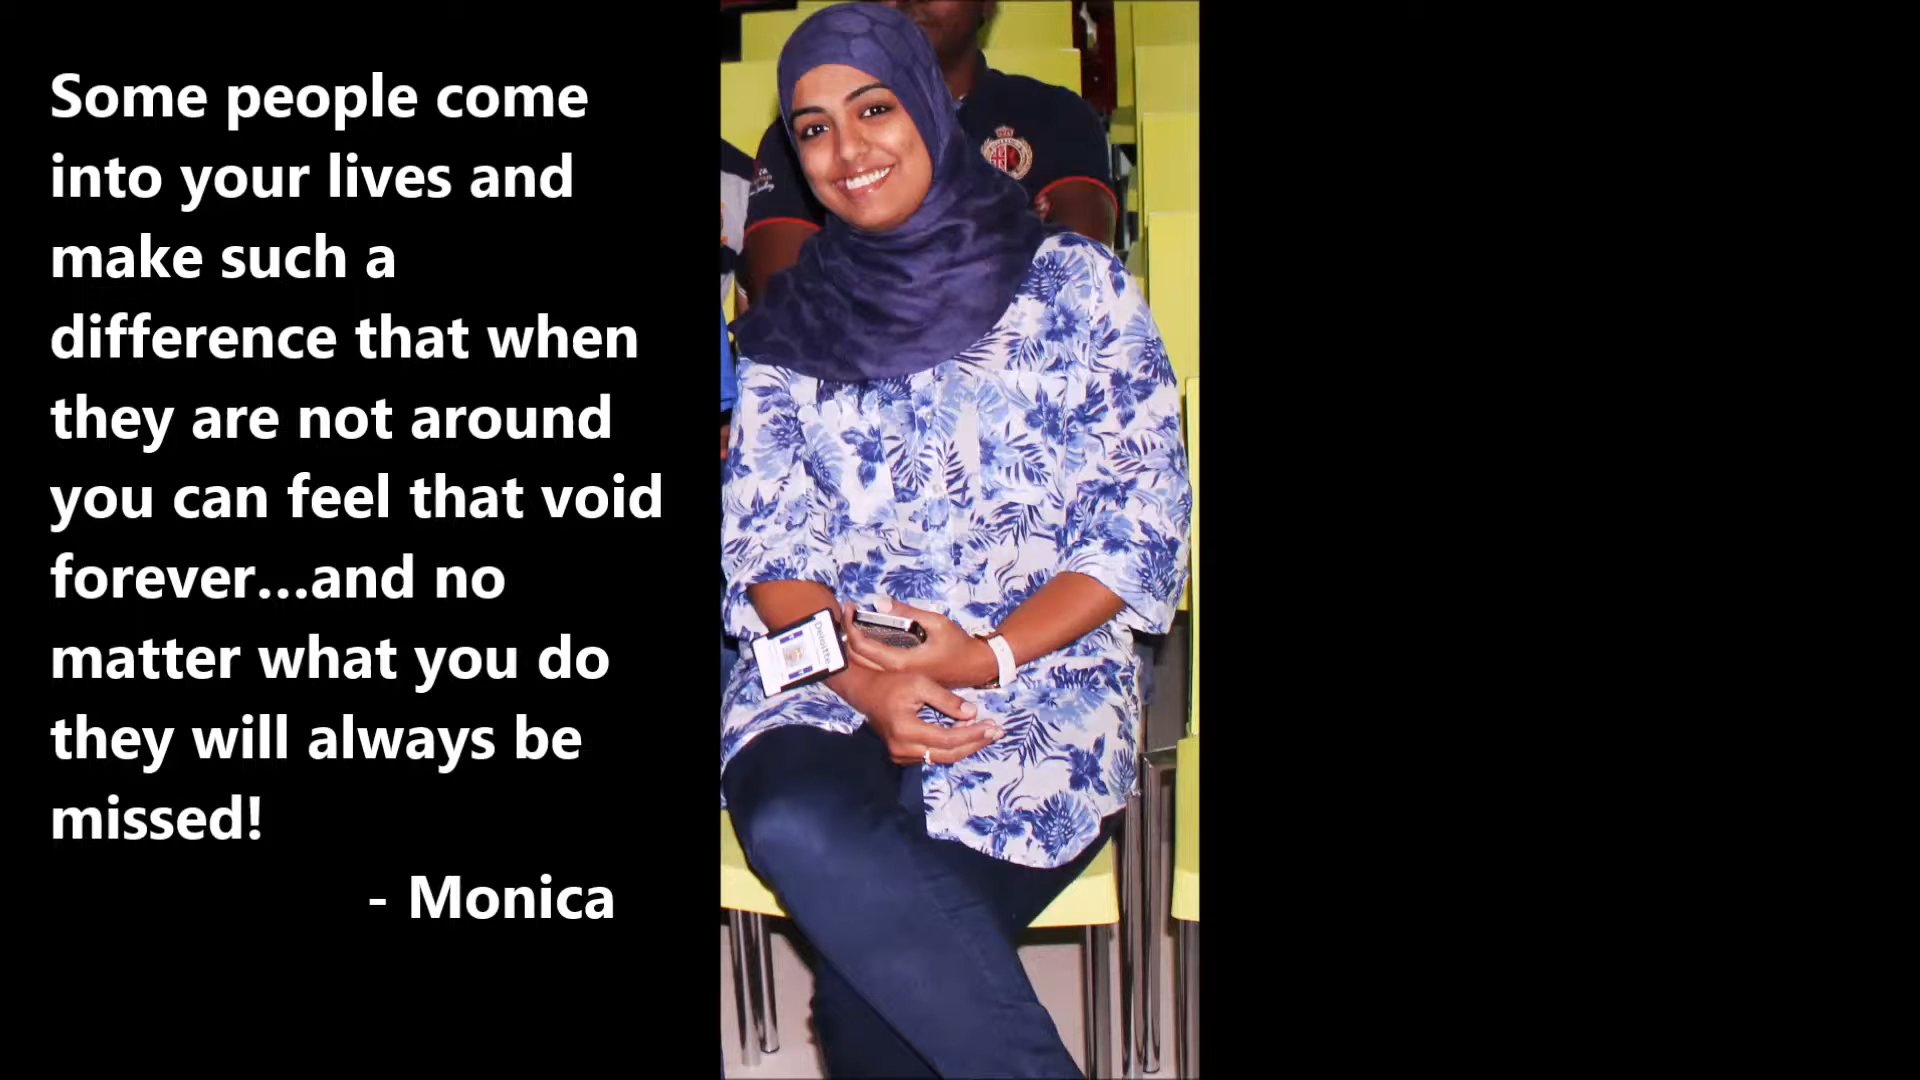 Some people come
into your lives and
make such a
difference that when
they are not around
you can feel that void
forever...and no
matter what you do
they will always be
missed!
- Monica
Deloitte